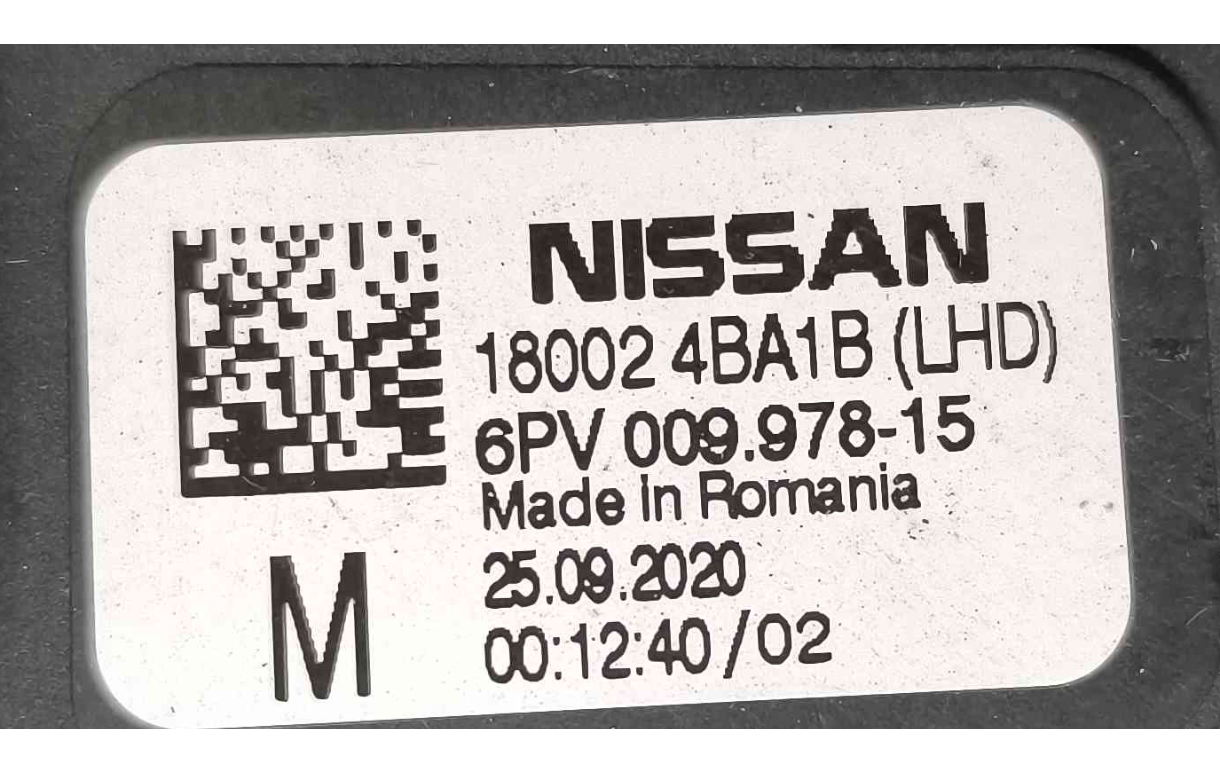 NISSAN
18002 4BA1B (LHD)
6PV 009.978-15
Made in Romania
M
25.09.2020
00:12:40/02